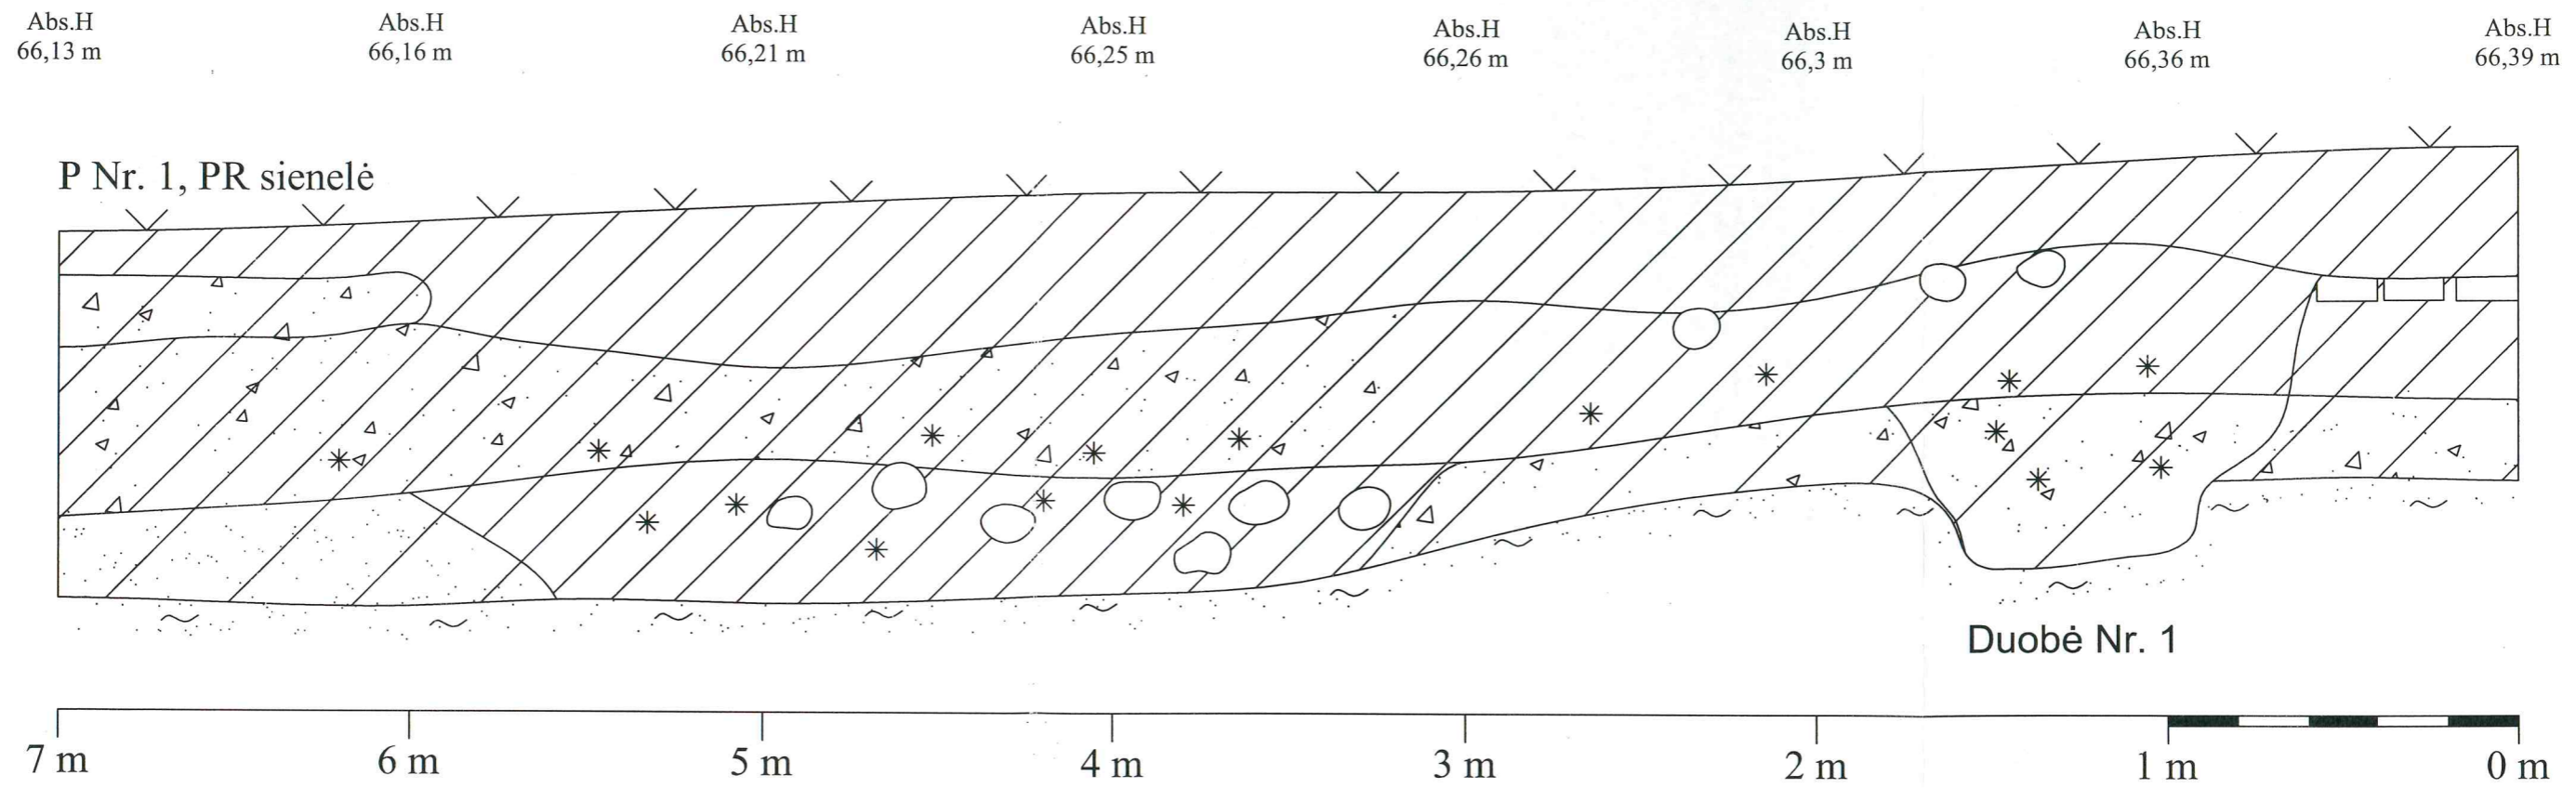 Abs.H
66,13 m
Abs.H
66,16 m
Abs.H
66,21 m
Abs.H
66,25 m
Abs.H
66,26 m
Abs.H
66,3 m
Abs.H
66,36 m
Abs.H
66,39 m
P Nr. 1, PR sienelė
Duobė Nr. 1
7 m
6 m
5 m
4 m
3 m
2 m
1 m
0 m